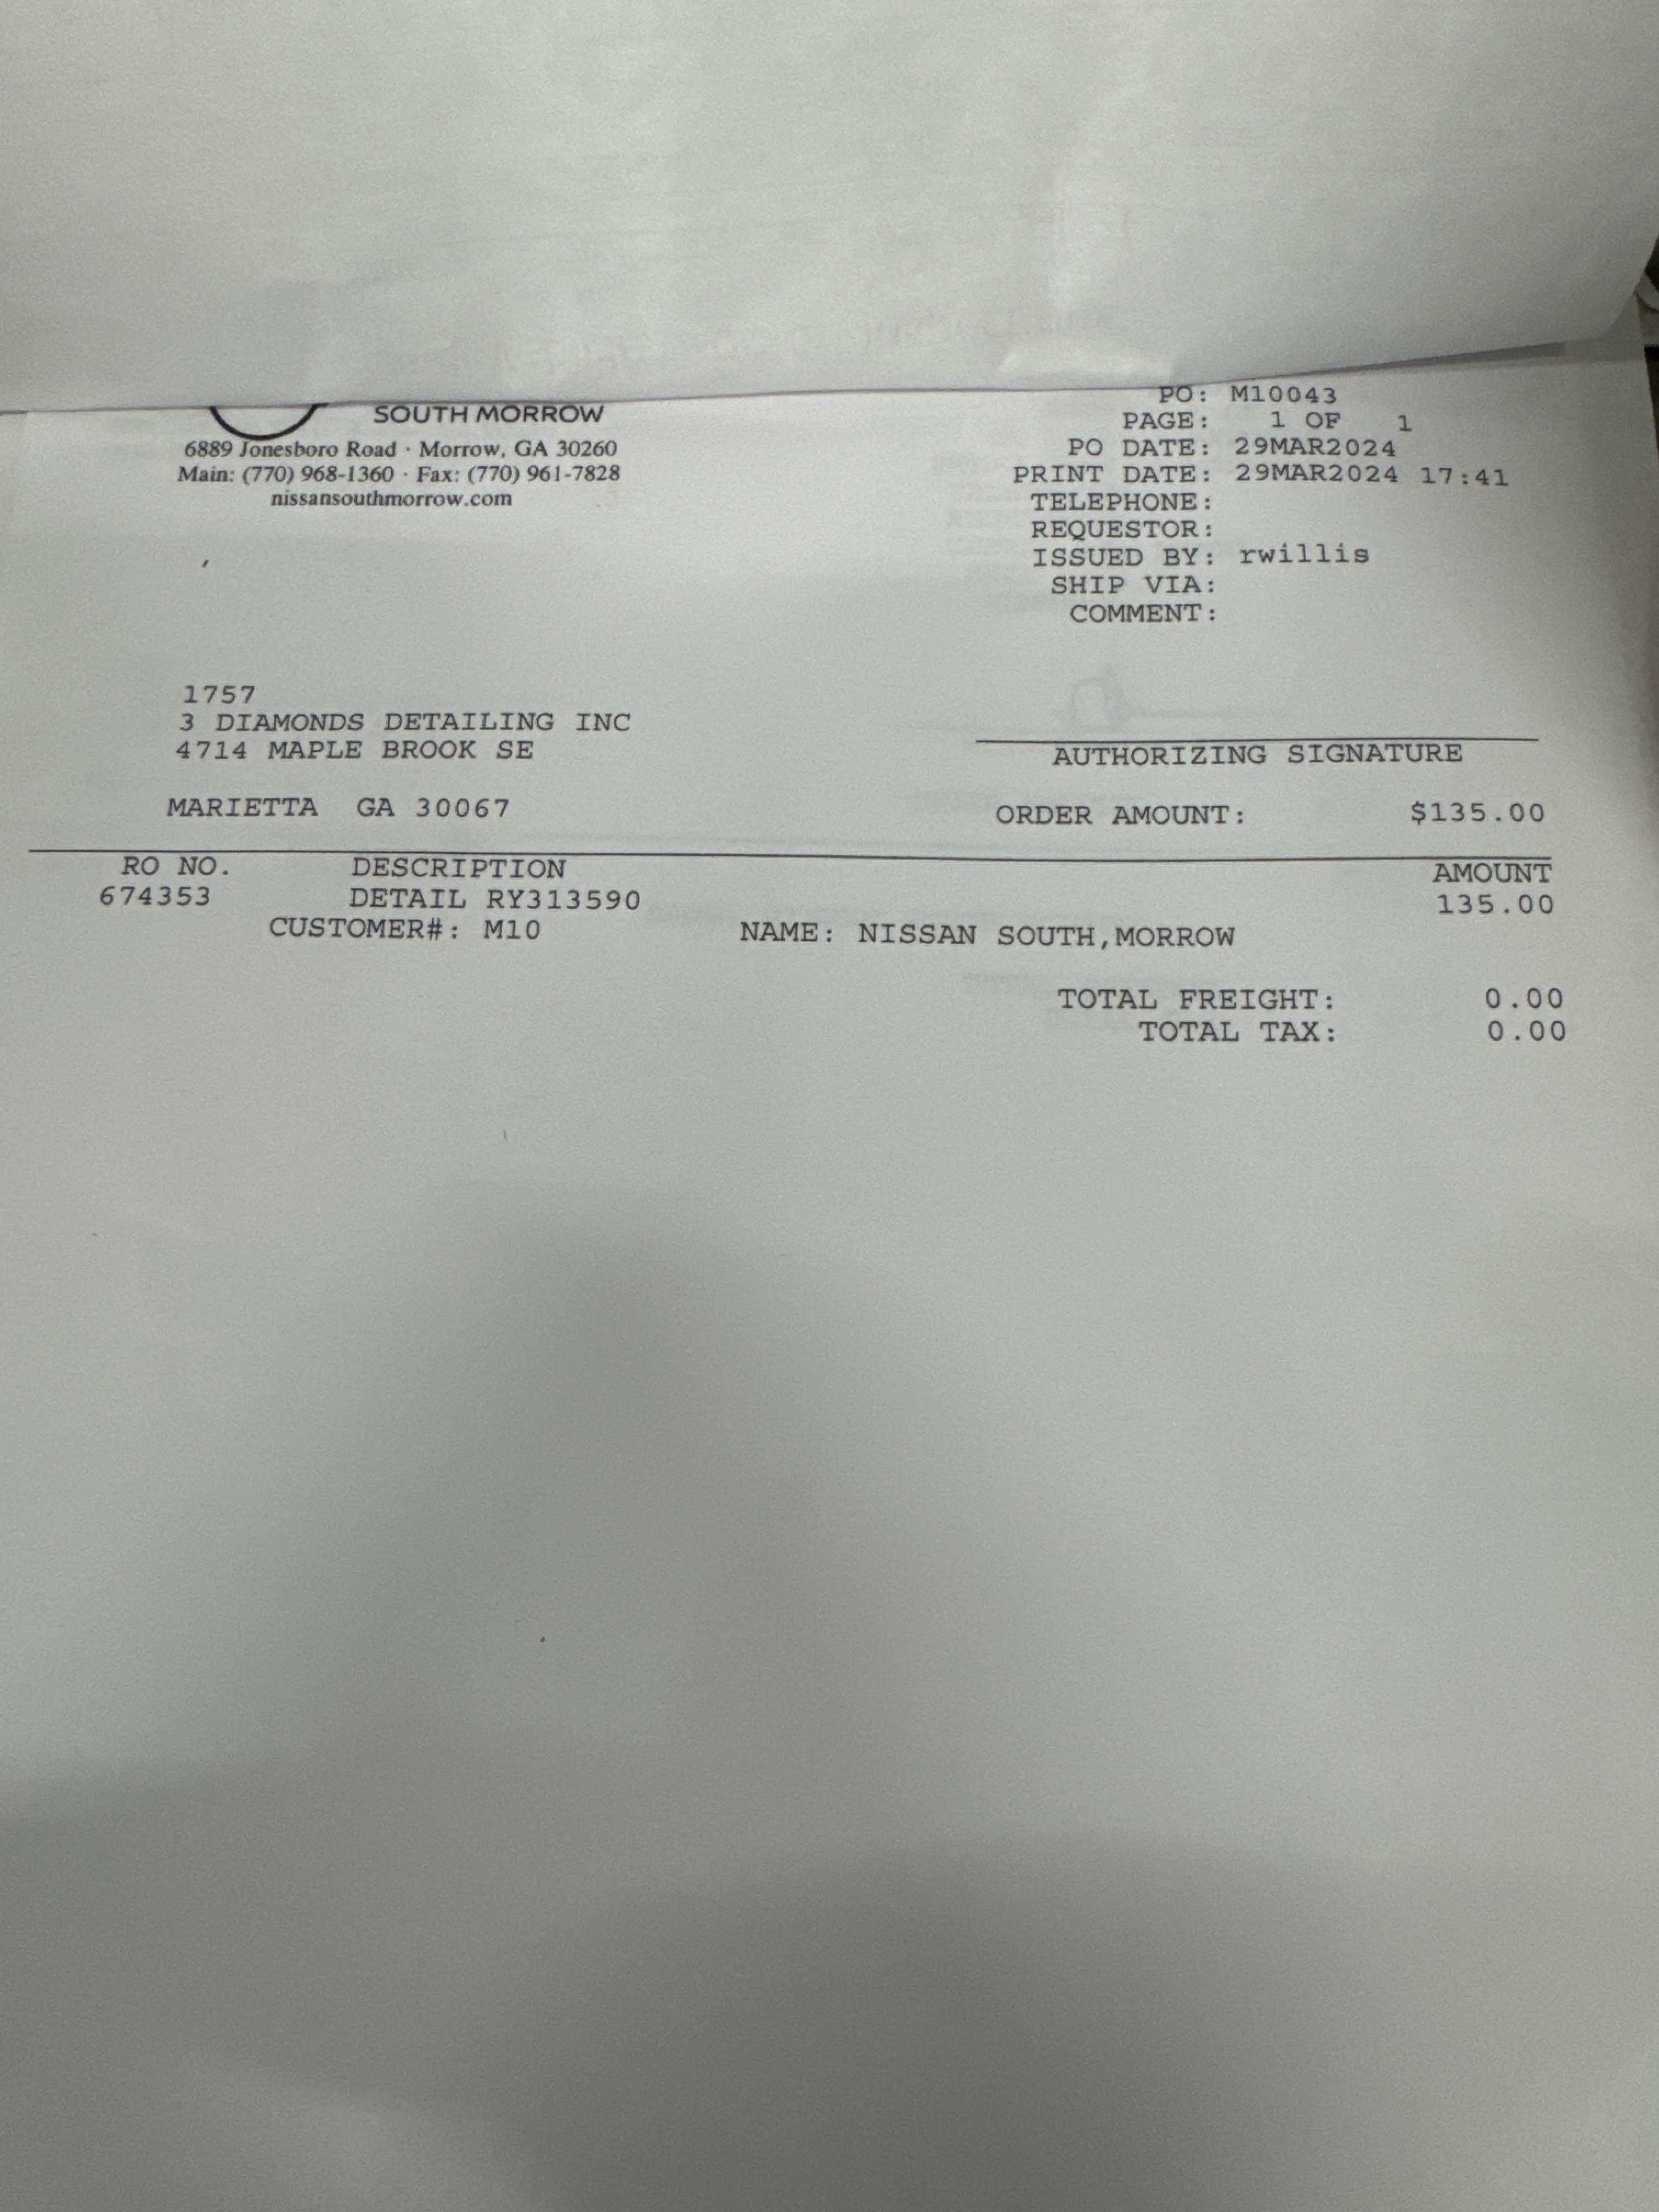 SOUTH MORROW
6889 Jonesboro Road · Morrow, GA 30260
Main: (770) 968-1360 · Fax: (770) 961-7828
nissansouthmorrow.com
PO: M10043
PAGE: 1 OF 1
PO DATE: 29MAR2024
PRINT DATE: 29MAR2024 17:41
TELEPHONE:
REQUESTOR:
ISSUED BY: rwillis
SHIP VIA:
COMMENT:
1757
3 DIAMONDS DETAILING INC
4714 MAPLE BROOK SE
MARIETTA GA 30067
AUTHORIZING SIGNATURE
ORDER AMOUNT: $135.00
RO NO. DESCRIPTION AMOUNT
674353 DETAIL RY313590 135.00
CUSTOMER#: M10 NAME: NISSAN SOUTH,MORROW
TOTAL FREIGHT: 0.00
TOTAL TAX: 0.00